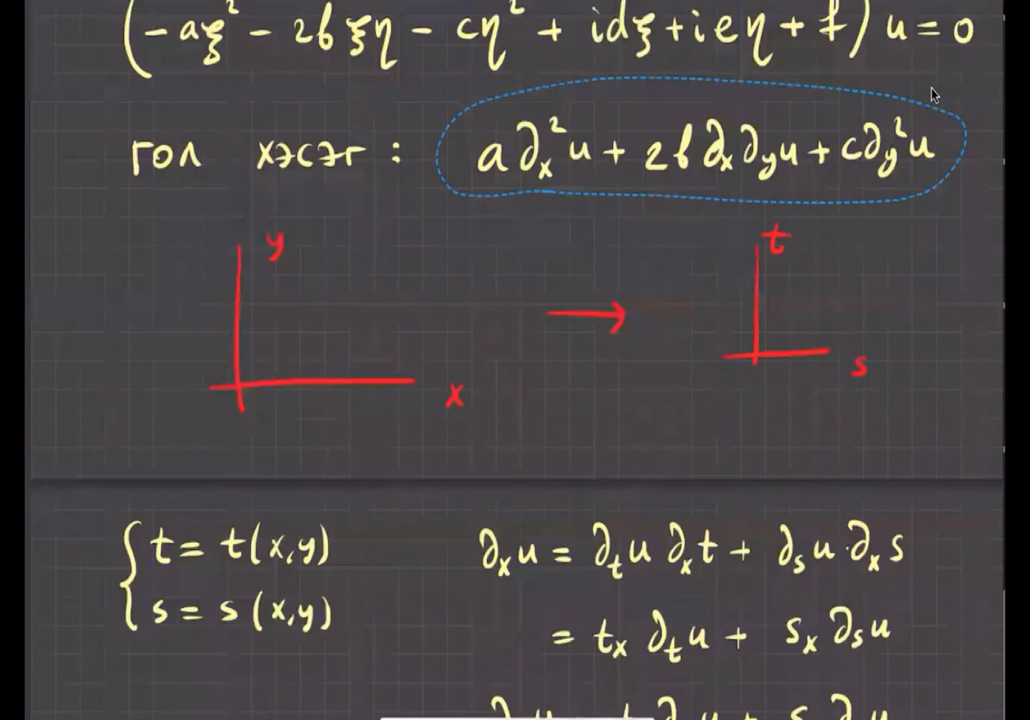 (-aξ² - 2bξη - cη² + idξ + ieη + f) u = 0
гол хэсэг : a∂ₓ²u + 2b∂ₓ∂ᵧu + c∂ᵧ²u
y t
x s
{ t = t(x,y) ∂ₓu = ∂ₜu ∂ₓt + ∂ₛu·∂ₓs
s = s(x,y)
= tₓ ∂ₜu + sₓ ∂ₛu